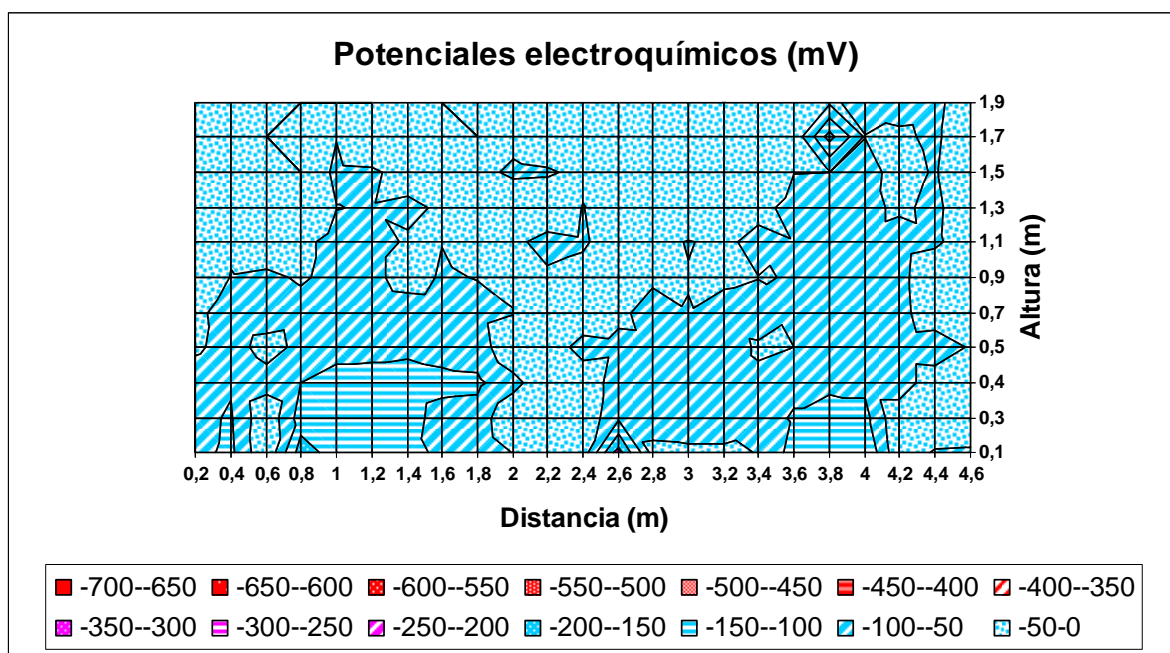 Potenciales electroquímicos (mV)
1,9
1,7
1,5
1,3
1,1
0,9
0,7
0,5
0,4
0,3
0,1
Altura (m)
0,2 0,4 0,6 0,8 1 1,2 1,4 1,6 1,8 2 2,2 2,4 2,6 2,8 3 3,2 3,4 3,6 3,8 4 4,2 4,4 4,6
Distancia (m)
-700--650 -650--600 -600--550 -550--500 -500--450 -450--400 -400--350
-350--300 -300--250 -250--200 -200--150 -150--100 -100--50 -50-0